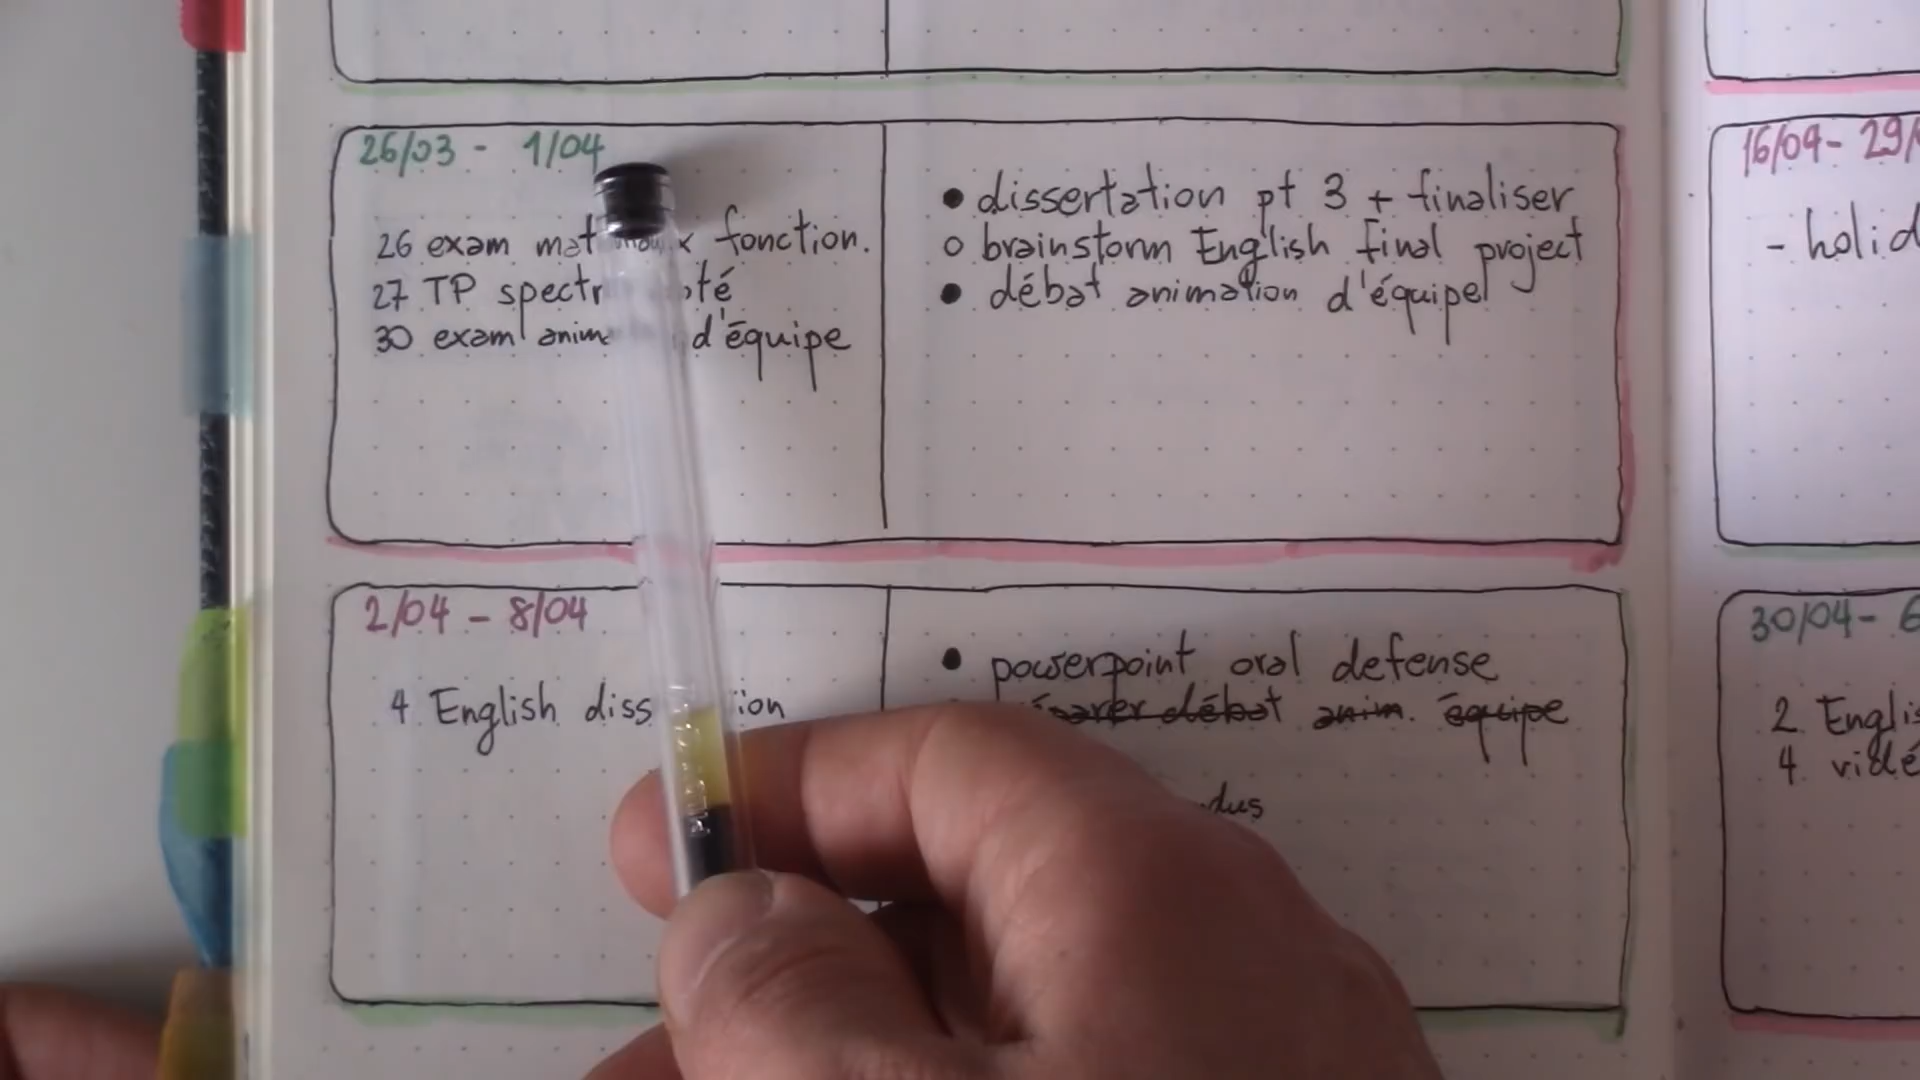 26/03 - 1/04
26 exam fonction.
27 TP
30 exam d'équipe
• dissertation pt 3 + finaliser
o brainstorm English final project
• débat animation d'équipe
2/04 - 8/04
4 English
• powerpoint oral defense
débat anim. équipe
16/04 - 29/
- holid
30/04 - 6
2 Englis
4 vidé